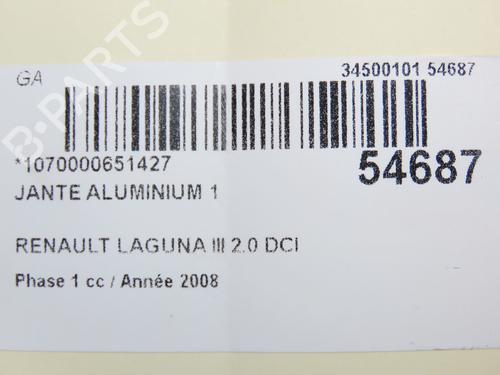 GA
34500101 54687
*1070000651427
54687
JANTE ALUMINIUM 1
RENAULT LAGUNA III 2.0 DCI
Phase 1 cc / Année 2008
B-PARTS